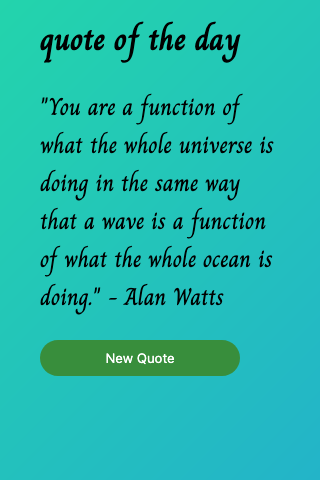 quote of the day
"You are a function of
what the whole universe is
doing in the same way
that a wave is a function
of what the whole ocean is
doing." - Alan Watts
New Quote